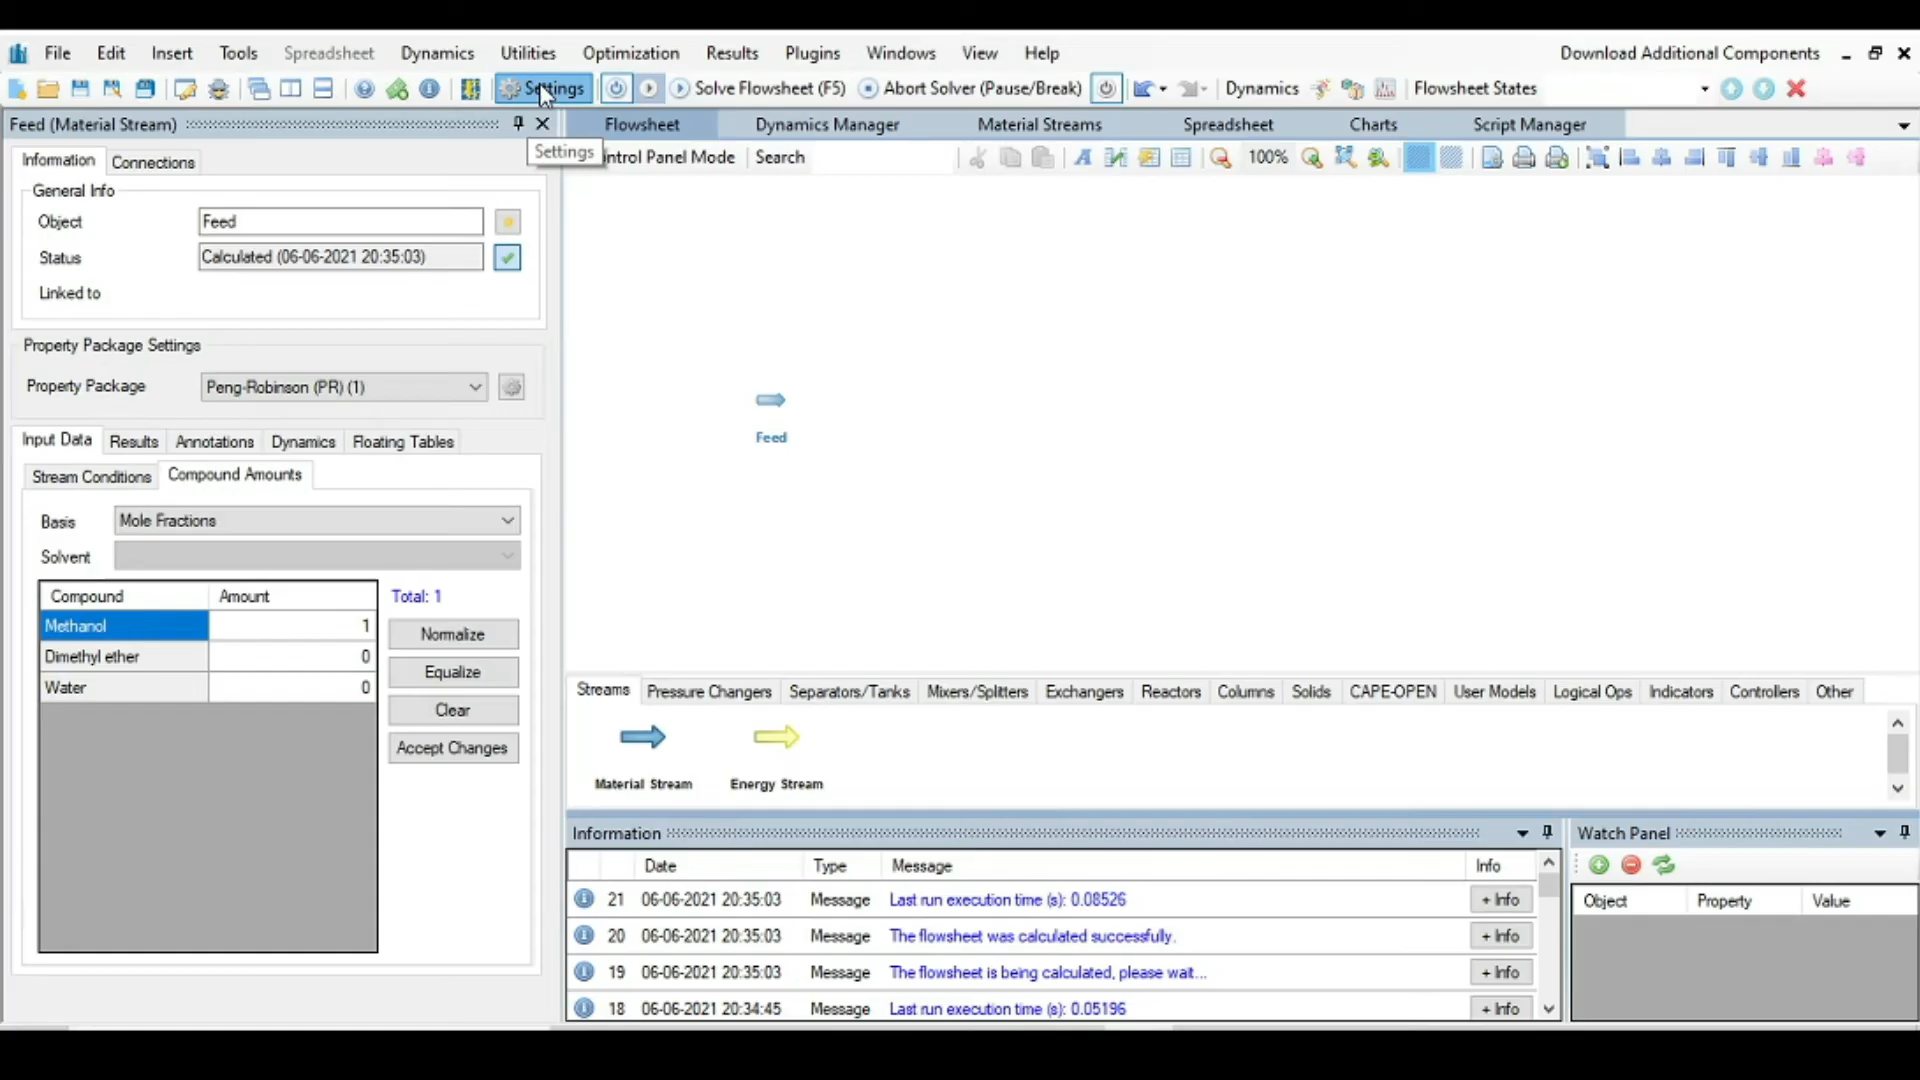 File Edit Insert Tools Spreadsheet Dynamics Utilities Optimization Results Plugins Windows View Help Download Additional Components
Settings Solve Flowsheet (F5) Abort Solver (Pause/Break) Dynamics Flowsheet States
Feed (Material Stream)
Flowsheet Dynamics Manager Material Streams Spreadsheet Charts Script Manager
Settings
ntrol Panel Mode Search 100%
Information Connections
General Info
Object Feed
Status Calculated (06-06-2021 20:35:03)
Linked to
Property Package Settings
Property Package Peng-Robinson (PR) (1)
Input Data Results Annotations Dynamics Floating Tables
Stream Conditions Compound Amounts
Basis Mole Fractions
Solvent
Compound Amount
Methanol 1
Dimethyl ether 0
Water 0
Total: 1
Normalize
Equalize
Clear
Accept Changes
Feed
Streams Pressure Changers Separators/Tanks Mixers/Splitters Exchangers Reactors Columns Solids CAPE-OPEN User Models Logical Ops Indicators Controllers Other
Material Stream Energy Stream
Information
Date Type Message Info
21 06-06-2021 20:35:03 Message Last run execution time (s): 0.08526 + Info
20 06-06-2021 20:35:03 Message The flowsheet was calculated successfully. + Info
19 06-06-2021 20:35:03 Message The flowsheet is being calculated, please wait... + Info
18 06-06-2021 20:34:45 Message Last run execution time (s): 0.05196 + Info
Watch Panel
Object Property Value